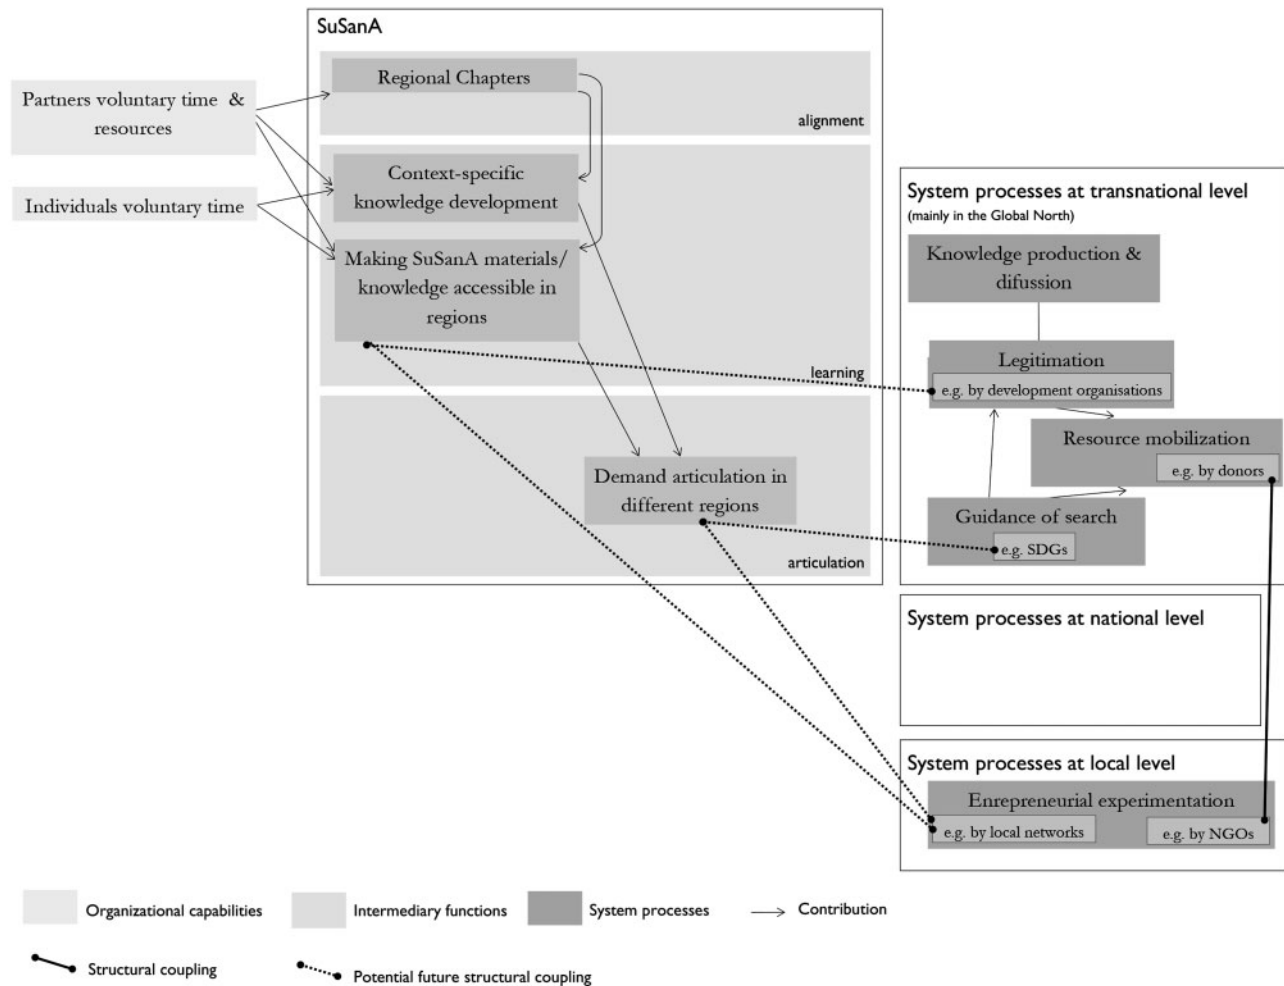 SuSanA
Regional Chapters
alignment
Partners voluntary time &
resources
Individuals voluntary time
Context-specific
knowledge development
Making SuSanA materials/
knowledge accessible in
regions
learning
Demand articulation in
different regions
articulation
System processes at transnational level
(mainly in the Global North)
Knowledge production &
difussion
Legitimation
e.g. by development organisations
Resource mobilization
e.g. by donors
Guidance of search
e.g. SDGs
System processes at national level
System processes at local level
Enrepreneurial experimentation
e.g. by local networks
e.g. by NGOs
Organizational capabilities
Intermediary functions
System processes
Contribution
Structural coupling
Potential future structural coupling